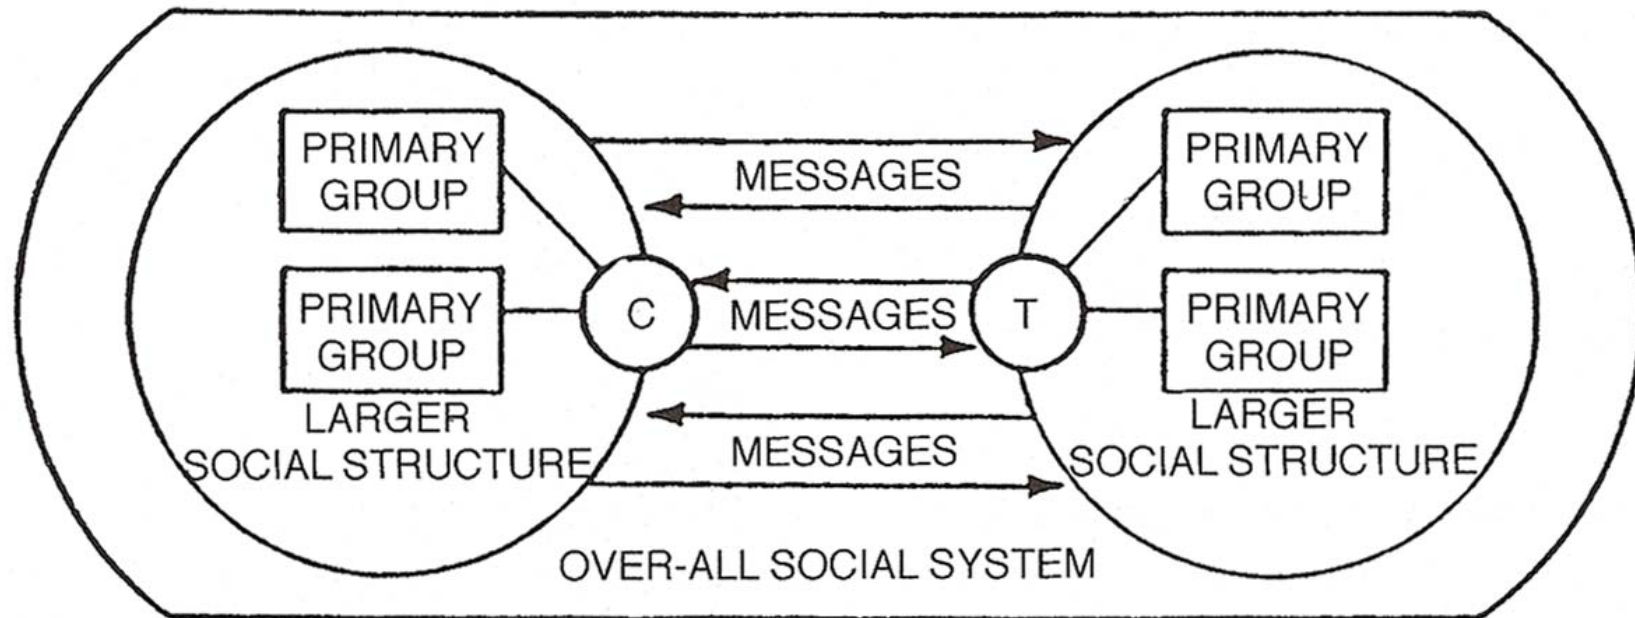 PRIMARY
GROUP
PRIMARY
GROUP
LARGER
SOCIAL STRUCTURE
C
MESSAGES
MESSAGES
MESSAGES
T
PRIMARY
GROUP
PRIMARY
GROUP
LARGER
SOCIAL STRUCTURE
OVER-ALL SOCIAL SYSTEM